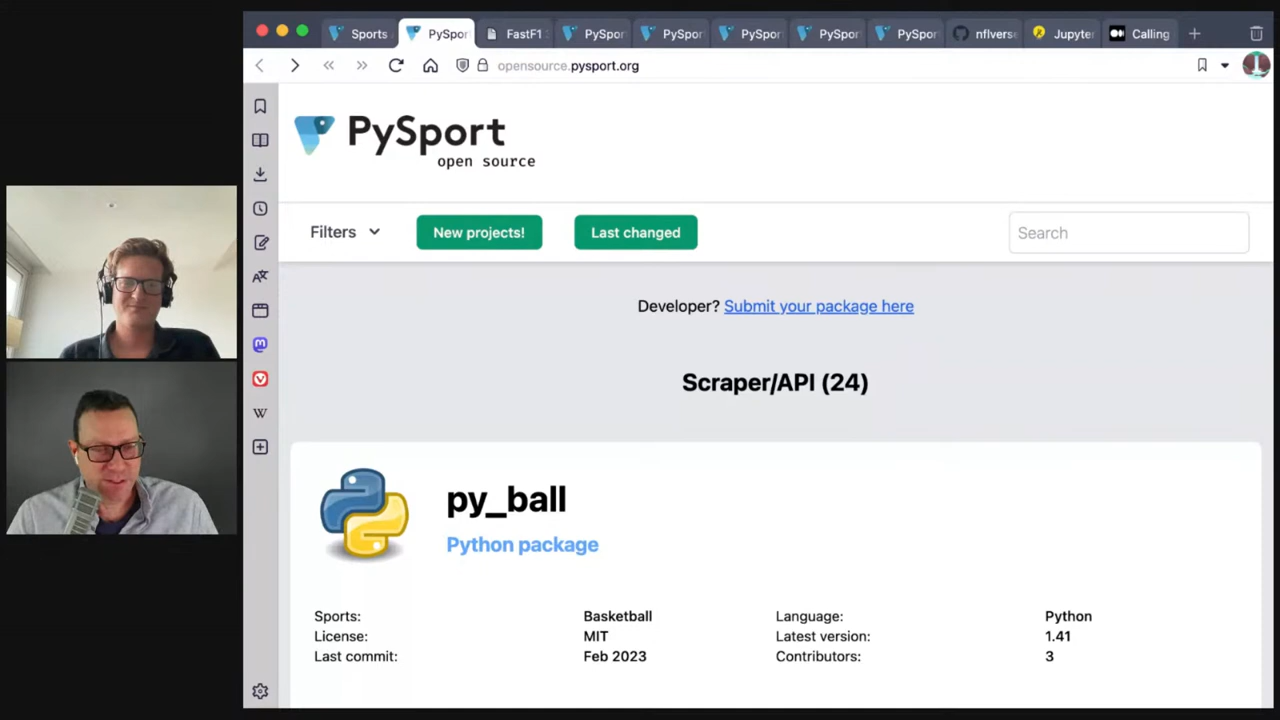 Sports
PySpor
FastF1
PySpor
PySpor
PySpor
PySpor
PySpor
nflvers
Jupyte
Calling
opensource.pysport.org
PySport
open source
Filters
New projects!
Last changed
Search
Developer? Submit your package here
Scraper/API (24)
py_ball
Python package
Sports: Basketball Language: Python
License: MIT Latest version: 1.41
Last commit: Feb 2023 Contributors: 3